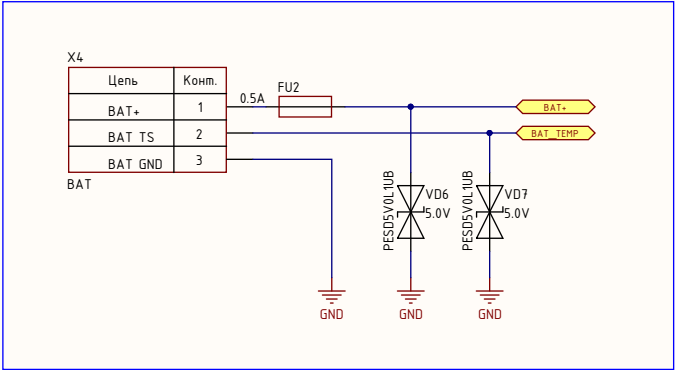 X4
Цепь Конт.
BAT+ 1
BAT TS 2
BAT GND 3
BAT
0.5A
FU2
BAT+
BAT_TEMP
PESD5V0L1UB
VD6
5.0V
PESD5V0L1UB
VD7
5.0V
GND
GND
GND